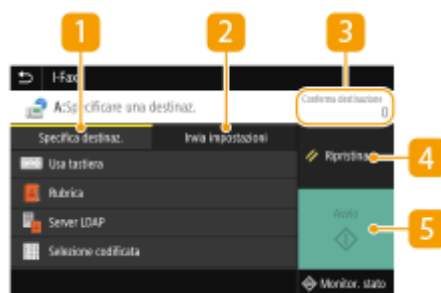 1
2
3
I-Fax
A:Specificare una destinaz.
Conferma destinazione
0
Specifica destinaz.
Invia impostazioni
Ripristina
4
Usa tastiera
Rubrica
Avvio
5
Server LDAP
Selezione codificata
Monitor. stato